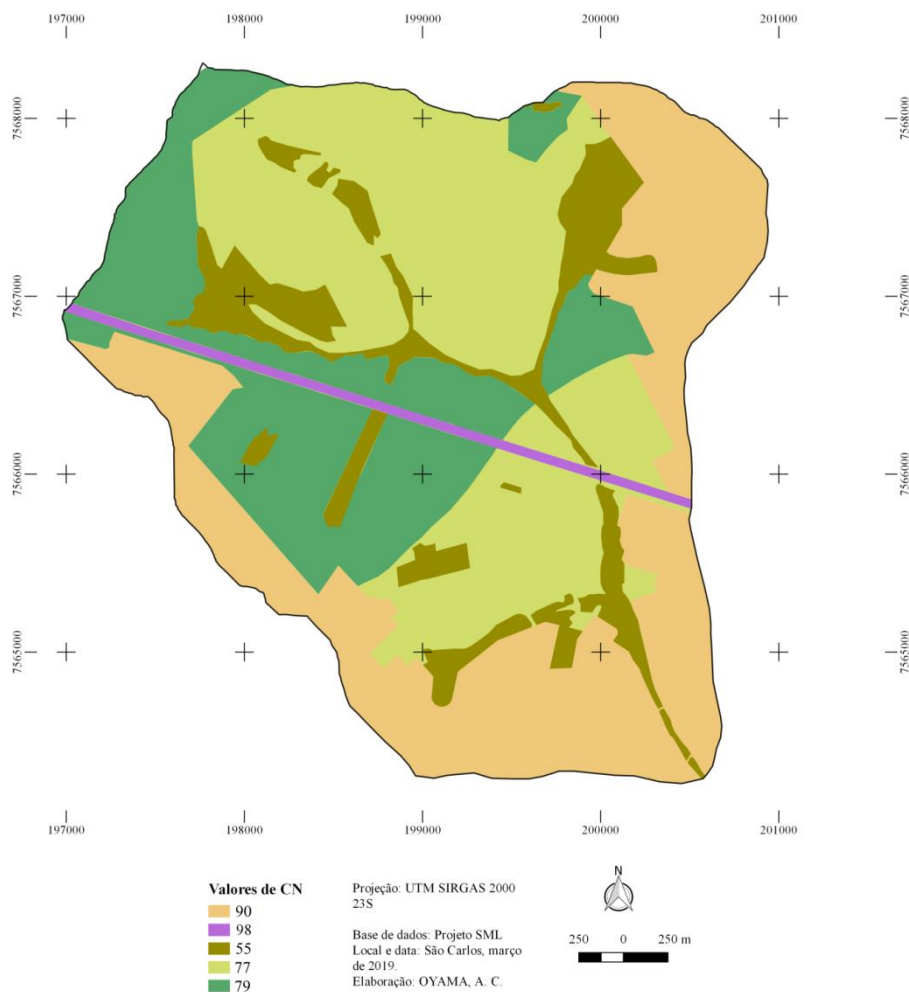 197000 198000 199000 200000 201000
7568000 7568000
7567000 7567000
7566000 7566000
7565000 7565000
197000 198000 199000 200000 201000
Valores de CN
90
98
55
77
79
Projeção: UTM SIRGAS 2000
23S
Base de dados: Projeto SML
Local e data: São Carlos, março
de 2019.
Elaboração: OYAMA, A. C.
N
250 0 250 m